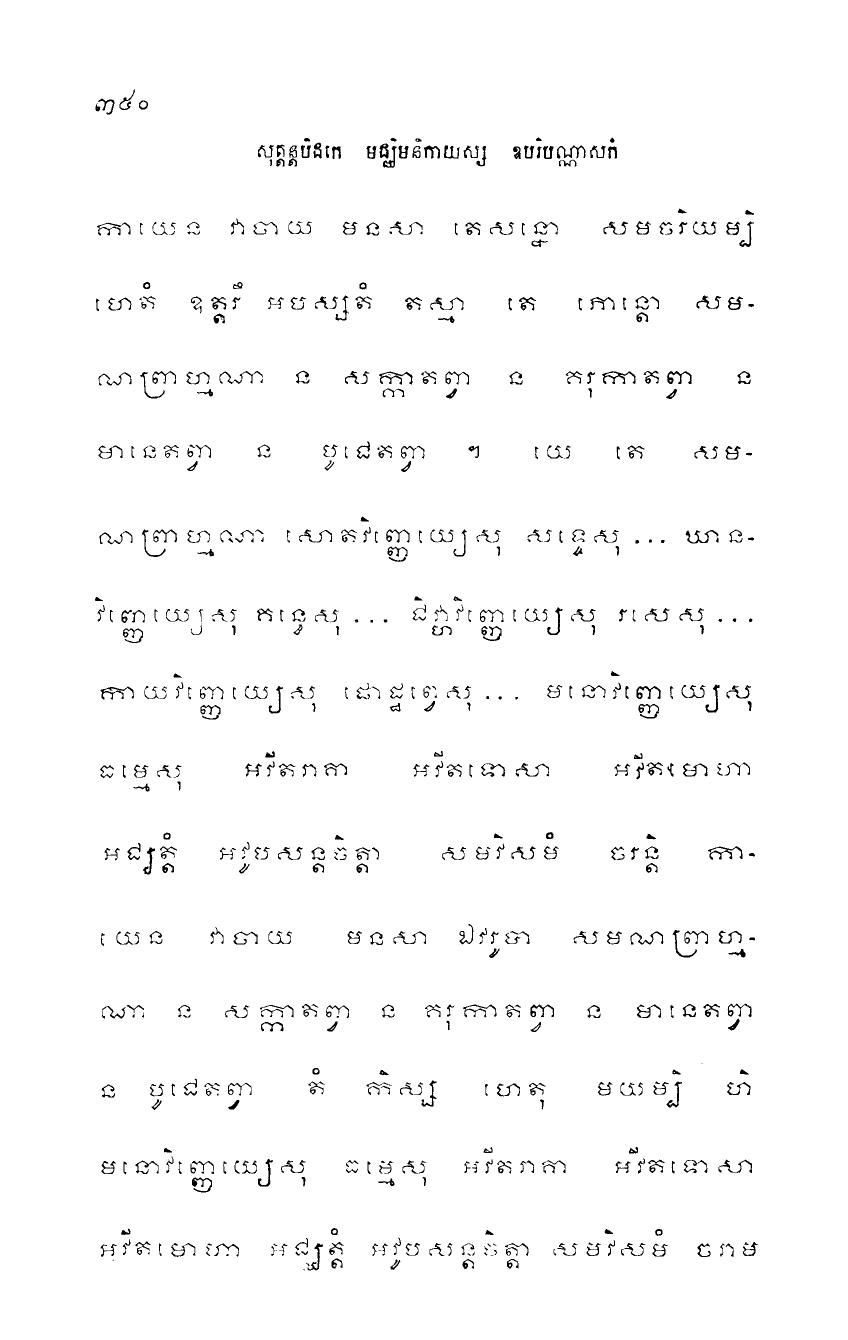 ៣៥០
សុត្តន្តបិដកេ មជ្ឈិមនិកាយស្ស ឧបរិបណ្ណាសកំ
កាយេន វាចាយ មនសា តេសន្នោ សមចរិយម្បិ
ហេតំ ឧត្តរឹ អបស្សតំ តស្មា តេ ភោន្តោ សម-
ណព្រាហ្មណា ន សក្កាតព្វា ន គរុកាតព្វា ន
មានេតព្វា ន បូជេតព្វា ។ យេ តេ សម-
ណព្រាហ្មណា សោតវិញ្ញេយ្យេសុ សទ្ទេសុ ... ឃាន-
វិញ្ញេយ្យេសុ គន្ធេសុ ... ជិវ្ហាវិញ្ញេយ្យេសុ រសេសុ ...
កាយវិញ្ញេយ្យេសុ ផោដ្ឋព្វេសុ ... មនោវិញ្ញេយ្យេសុ
ធម្មេសុ អវីតរាគា អវីតទោសា អវីតមោហា
អជ្ឈត្តំ អវូបសន្តចិត្តា សមវិសមំ ចរន្តិ កា-
យេន វាចាយ មនសា ឯវរូបា សមណព្រាហ្ម-
ណា ន សក្កាតព្វា ន គរុកាតព្វា ន មានេតព្វា
ន បូជេតព្វា តំ កិស្ស ហេតុ មយម្បិ ហិ
មនោវិញ្ញេយ្យេសុ ធម្មេសុ អវីតរាគា អវីតទោសា
អវីតមោហា អជ្ឈត្តំ អវូបសន្តចិត្តា សមវិសមំ ចរាម